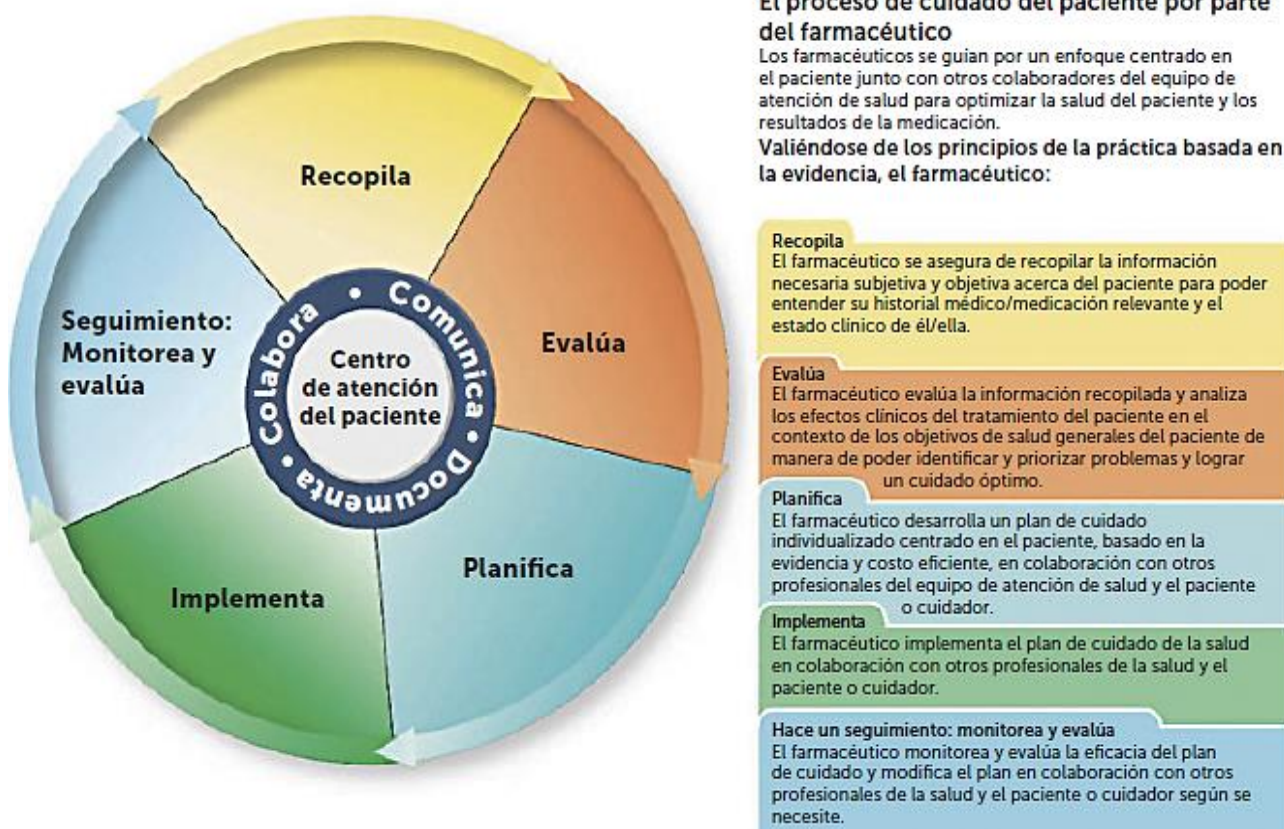 Recopila
Evalúa
Planifica
Implementa
Seguimiento:
Monitorea y
evalúa
Colabora • Comunica • Documenta •
Centro
de atención
del paciente
El proceso de cuidado del paciente por parte
del farmacéutico
Los farmacéuticos se guían por un enfoque centrado en
el paciente junto con otros colaboradores del equipo de
atención de salud para optimizar la salud del paciente y los
resultados de la medicación.
Valiéndose de los principios de la práctica basada en
la evidencia, el farmacéutico:
Recopila
El farmacéutico se asegura de recopilar la información
necesaria subjetiva y objetiva acerca del paciente para poder
entender su historial médico/medicación relevante y el
estado clínico de él/ella.
Evalúa
El farmacéutico evalúa la información recopilada y analiza
los efectos clínicos del tratamiento del paciente en el
contexto de los objetivos de salud generales del paciente de
manera de poder identificar y priorizar problemas y lograr
un cuidado óptimo.
Planifica
El farmacéutico desarrolla un plan de cuidado
individualizado centrado en el paciente, basado en la
evidencia y costo eficiente, en colaboración con otros
profesionales del equipo de atención de salud y el paciente
o cuidador.
Implementa
El farmacéutico implementa el plan de cuidado de la salud
en colaboración con otros profesionales de la salud y el
paciente o cuidador.
Hace un seguimiento: monitorea y evalúa
El farmacéutico monitorea y evalúa la eficacia del plan
de cuidado y modifica el plan en colaboración con otros
profesionales de la salud y el paciente o cuidador según se
necesite.